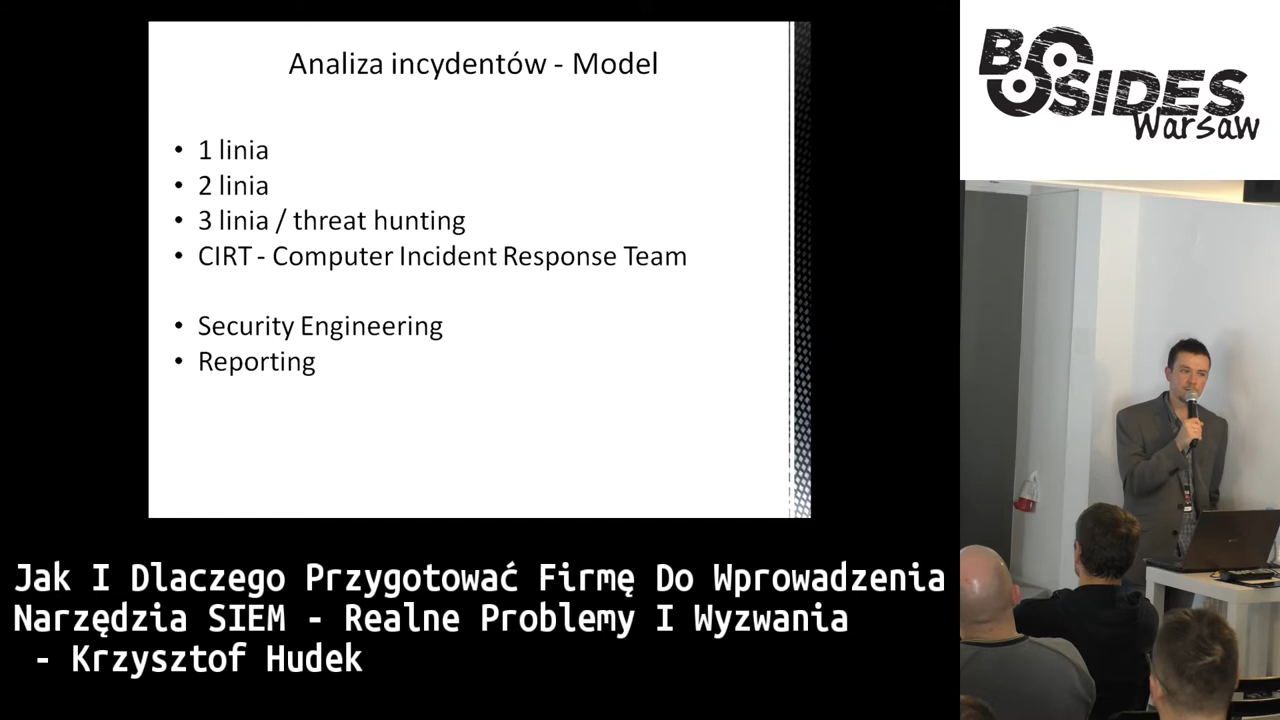 Analiza incydentów - Model
• 1 linia
• 2 linia
• 3 linia / threat hunting
• CIRT - Computer Incident Response Team
• Security Engineering
• Reporting
BSIDES
Warsaw
Jak I Dlaczego Przygotować Firmę Do Wprowadzenia
Narzędzia SIEM - Realne Problemy I Wyzwania
- Krzysztof Hudek